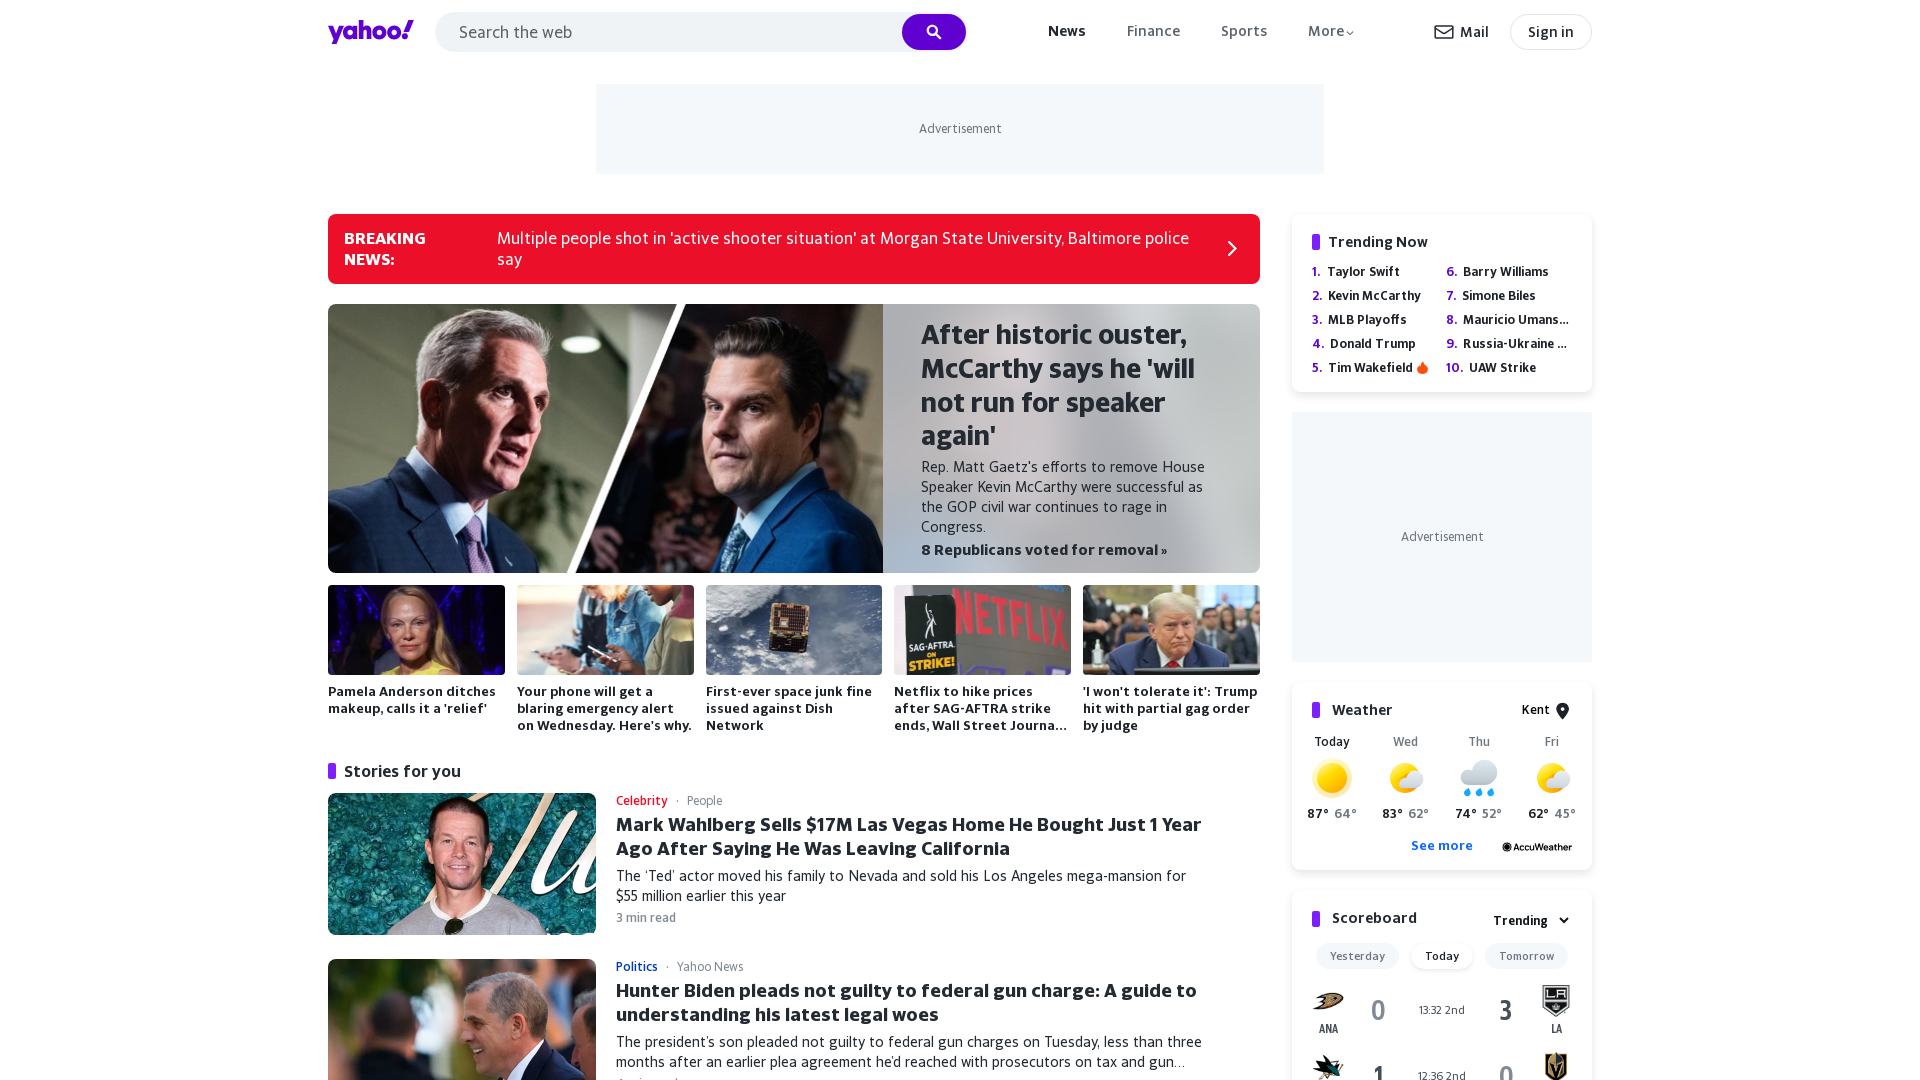 yahoo!
Search the web
News
Finance
Sports
More
Mail
Sign in
Advertisement
BREAKING
NEWS:
Multiple people shot in 'active shooter situation' at Morgan State University, Baltimore police
say
After historic ouster,
McCarthy says he 'will
not run for speaker
again'
Rep. Matt Gaetz's efforts to remove House
Speaker Kevin McCarthy were successful as
the GOP civil war continues to rage in
Congress.
8 Republicans voted for removal »
SAG-AFTRA
ON
STRIKE!
NETFLIX
Pamela Anderson ditches
makeup, calls it a 'relief'
Your phone will get a
blaring emergency alert
on Wednesday. Here's why.
First-ever space junk fine
issued against Dish
Network
Netflix to hike prices
after SAG-AFTRA strike
ends, Wall Street Journa...
'I won't tolerate it': Trump
hit with partial gag order
by judge
Stories for you
Celebrity · People
Mark Wahlberg Sells $17M Las Vegas Home He Bought Just 1 Year
Ago After Saying He Was Leaving California
The ‘Ted’ actor moved his family to Nevada and sold his Los Angeles mega-mansion for
$55 million earlier this year
3 min read
Politics · Yahoo News
Hunter Biden pleads not guilty to federal gun charge: A guide to
understanding his latest legal woes
The president’s son pleaded not guilty to federal gun charges on Tuesday, less than three
months after an earlier plea agreement he’d reached with prosecutors on tax and gun...
Trending Now
1. Taylor Swift
2. Kevin McCarthy
3. MLB Playoffs
4. Donald Trump
5. Tim Wakefield
6. Barry Williams
7. Simone Biles
8. Mauricio Umans...
9. Russia-Ukraine ...
10. UAW Strike
Advertisement
Weather
Kent
Today Wed Thu Fri
87° 64° 83° 62° 74° 52° 62° 45°
See more
AccuWeather
Scoreboard
Trending
Yesterday Today Tomorrow
0 13:32 2nd 3
ANA LA
1 12:36 2nd 0